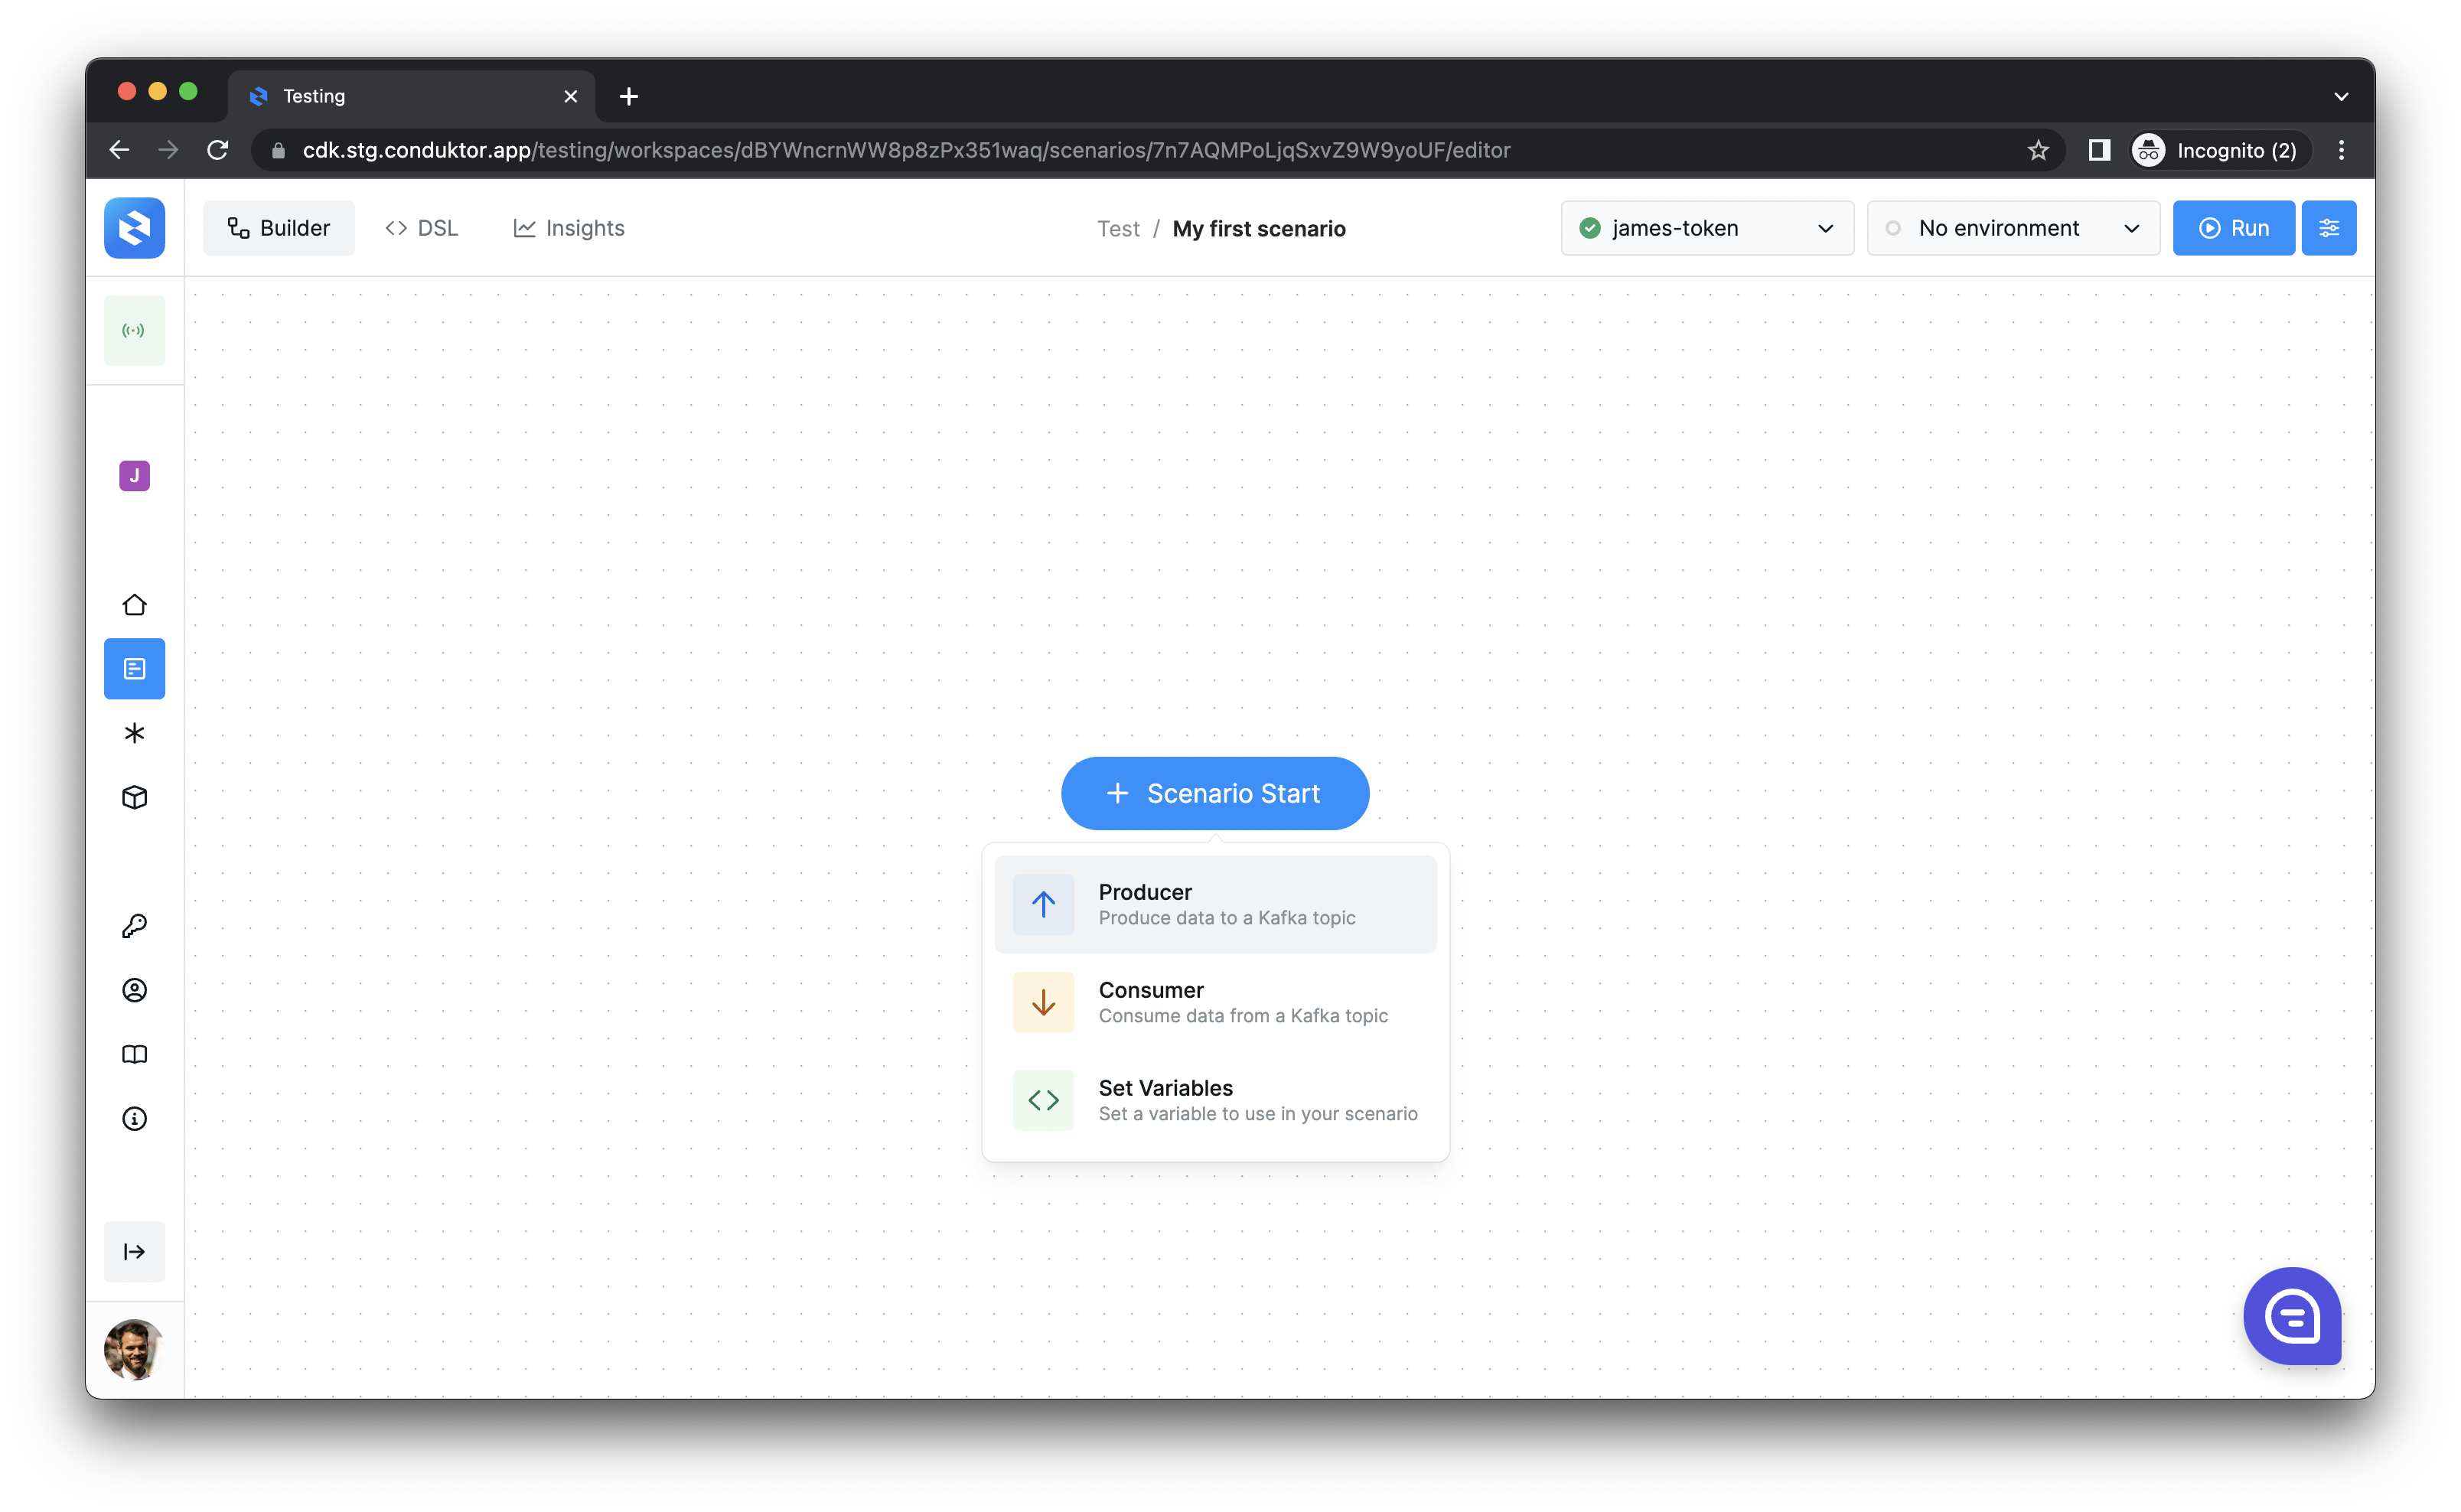 Testing
cdk.stg.conduktor.app/testing/workspaces/dBYWncrnWW8p8zPx351waq/scenarios/7n7AQMPoLjqSxvZ9W9yoUF/editor
Incognito (2)
Builder
DSL
Insights
Test / My first scenario
james-token
No environment
Run
J
Scenario Start
Producer
Produce data to a Kafka topic
Consumer
Consume data from a Kafka topic
Set Variables
Set a variable to use in your scenario